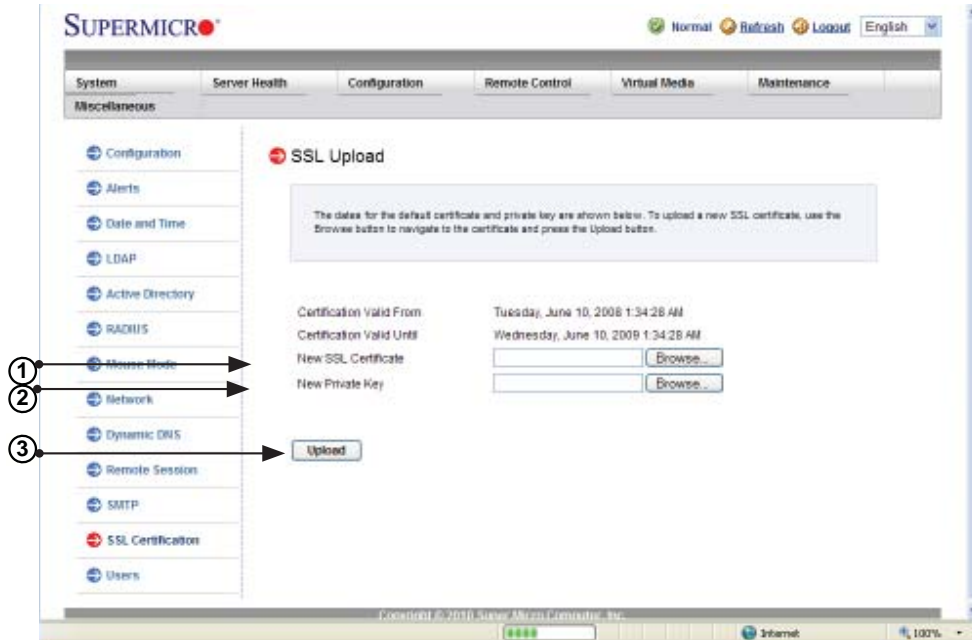 SUPERMICRO
Normal Refresh Logout English
System Server Health Configuration Remote Control Virtual Media Maintenance
Miscellaneous
Configuration
Alerts
Date and Time
LDAP
Active Directory
RADIUS
Mouse Mode
Network
Dynamic DNS
Remote Session
SMTP
SSL Certification
Users
SSL Upload
The dates for the default certificate and private key are shown below. To upload a new SSL certificate, use the
Browse button to navigate to the certificate and press the Upload button.
Certification Valid From Tuesday, June 10, 2008 1:34:28 AM
Certification Valid Until Wednesday, June 10, 2009 1:34:28 AM
1 New SSL Certificate Browse...
2 New Private Key Browse...
3 Upload
Copyright © 2010 Super Micro Computer, Inc.
Internet 100%